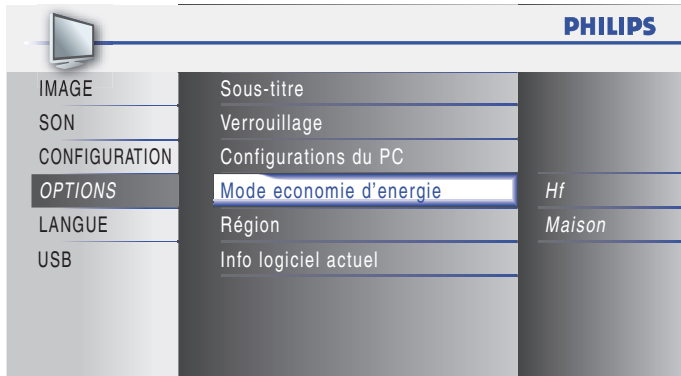 PHILIPS
IMAGE
SON
CONFIGURATION
OPTIONS
LANGUE
USB
Sous-titre
Verrouillage
Configurations du PC
Mode economie d'energie
Région
Info logiciel actuel
Hf
Maison